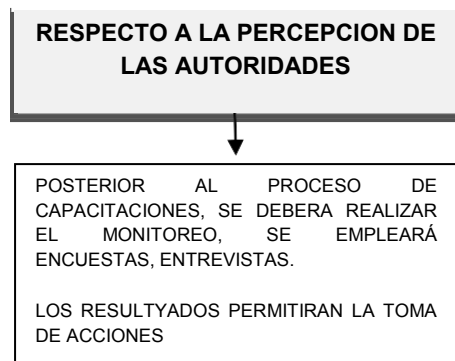 RESPECTO A LA PERCEPCION DE
LAS AUTORIDADES
POSTERIOR AL PROCESO DE
CAPACITACIONES, SE DEBERA REALIZAR
EL MONITOREO, SE EMPLEARÁ
ENCUESTAS, ENTREVISTAS.
LOS RESULTYADOS PERMITIRAN LA TOMA
DE ACCIONES